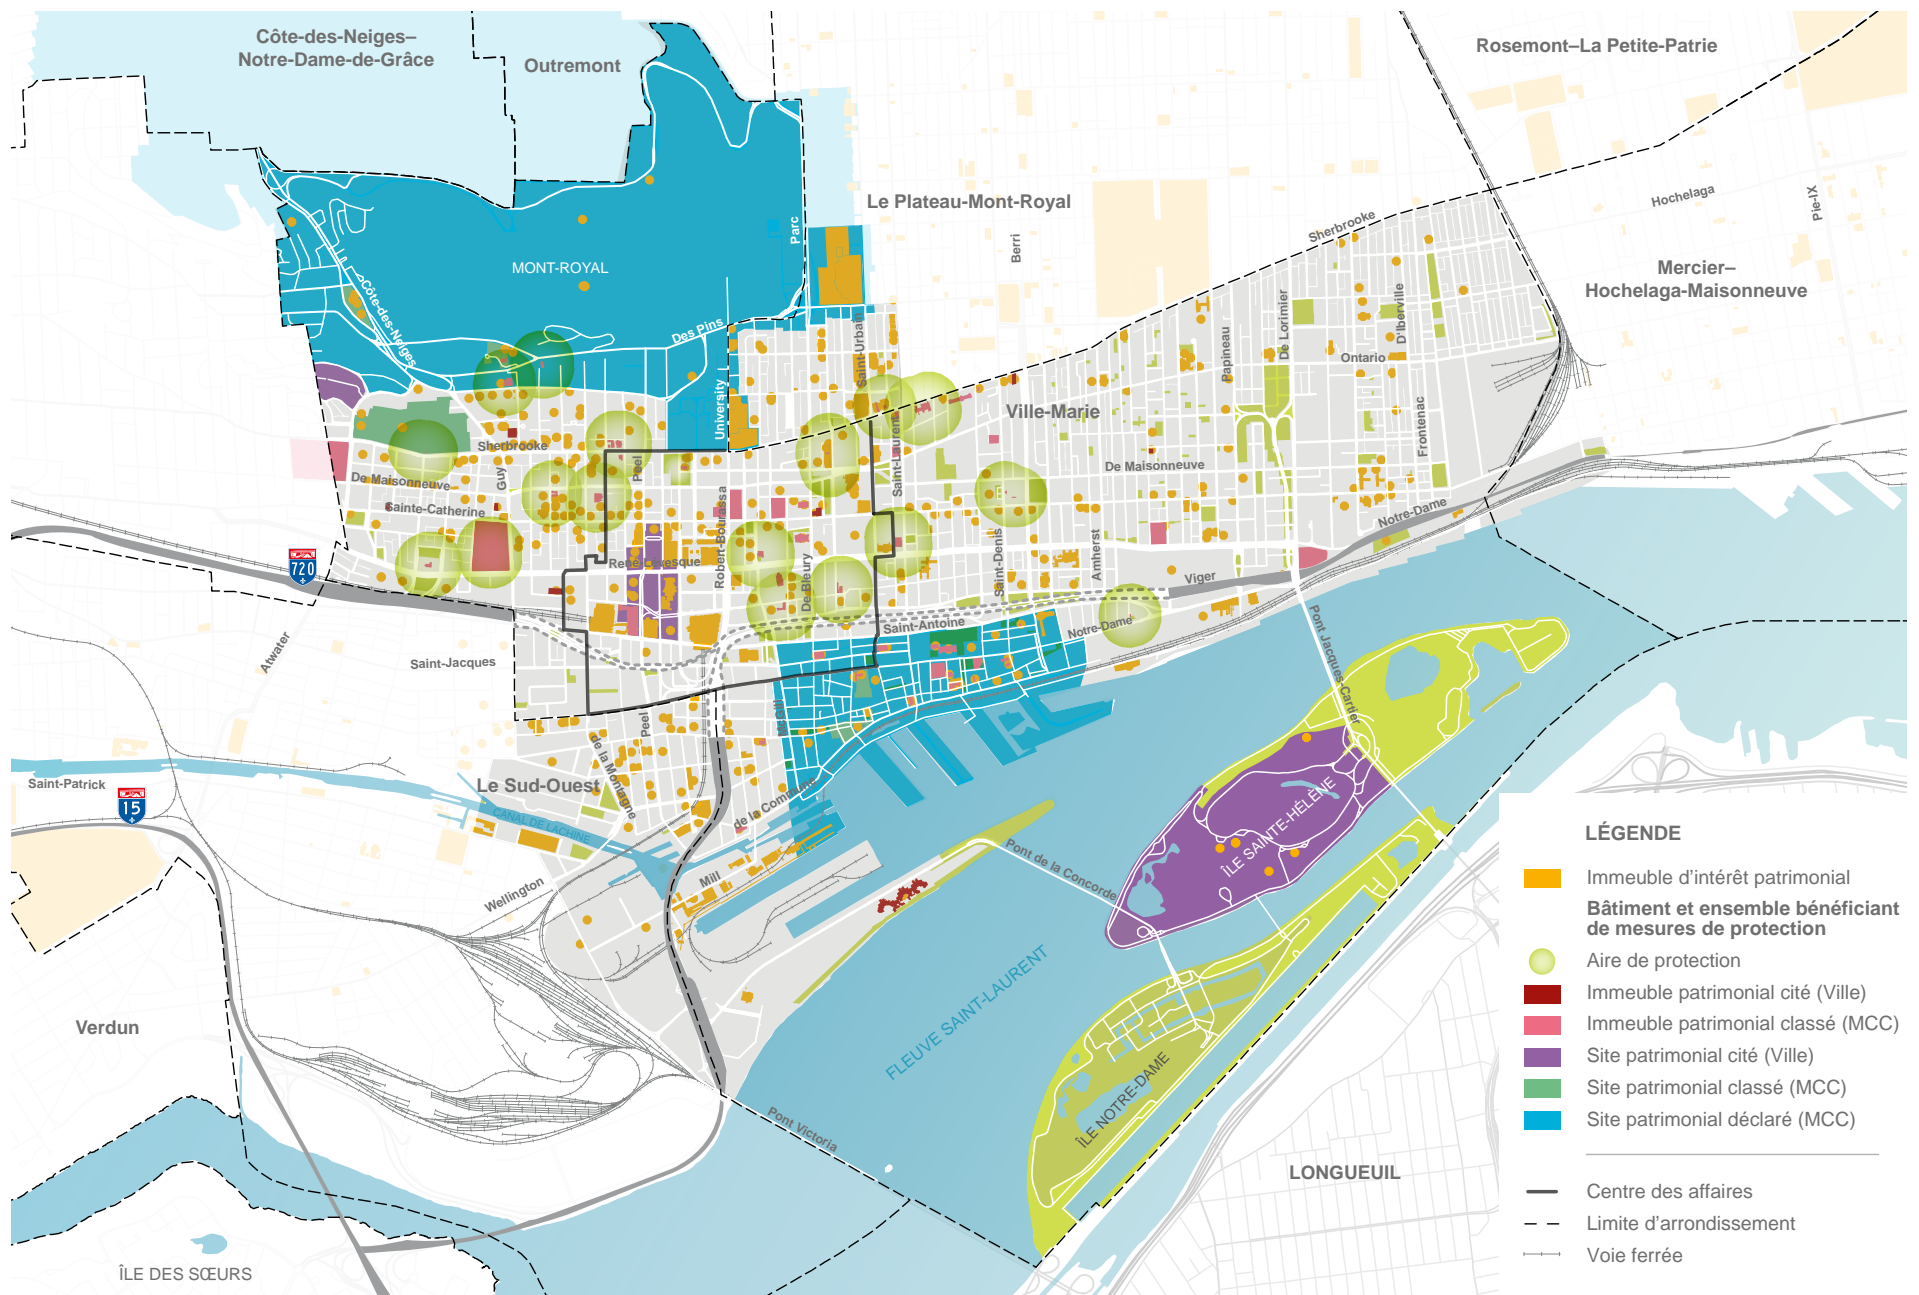 Côte-des-Neiges–
Notre-Dame-de-Grâce
Outremont
Rosemont–La Petite-Patrie
Le Plateau-Mont-Royal
Hochelaga
Pie-IX
Sherbrooke
Berri
Parc
MONT-ROYAL
Mercier–
Hochelaga-Maisonneuve
Côte-des-Neiges
Des Pins
Saint-Urbain
Papineau
De Lorimier
D'Iberville
Ontario
University
Ville-Marie
Frontenac
Sherbrooke
Guy
Peel
Saint-Laurent
De Maisonneuve
De Maisonneuve
Sainte-Catherine
Robert-Bourassa
Notre-Dame
720
René-Lévesque
De Bleury
Saint-Denis
Amherst
Viger
Atwater
Saint-Jacques
Saint-Antoine
Notre-Dame
Pont Jacques-Cartier
Peel
McGill
de la Montagne
Saint-Patrick
15
Le Sud-Ouest
CANAL DE LACHINE
de la Commune
Mill
Wellington
Pont de la Concorde
ÎLE SAINTE-HÉLÈNE
FLEUVE SAINT-LAURENT
Verdun
ÎLE NOTRE-DAME
Pont Victoria
LONGUEUIL
ÎLE DES SŒURS
LÉGENDE
Immeuble d'intérêt patrimonial
Bâtiment et ensemble bénéficiant
de mesures de protection
Aire de protection
Immeuble patrimonial cité (Ville)
Immeuble patrimonial classé (MCC)
Site patrimonial cité (Ville)
Site patrimonial classé (MCC)
Site patrimonial déclaré (MCC)
Centre des affaires
Limite d'arrondissement
Voie ferrée